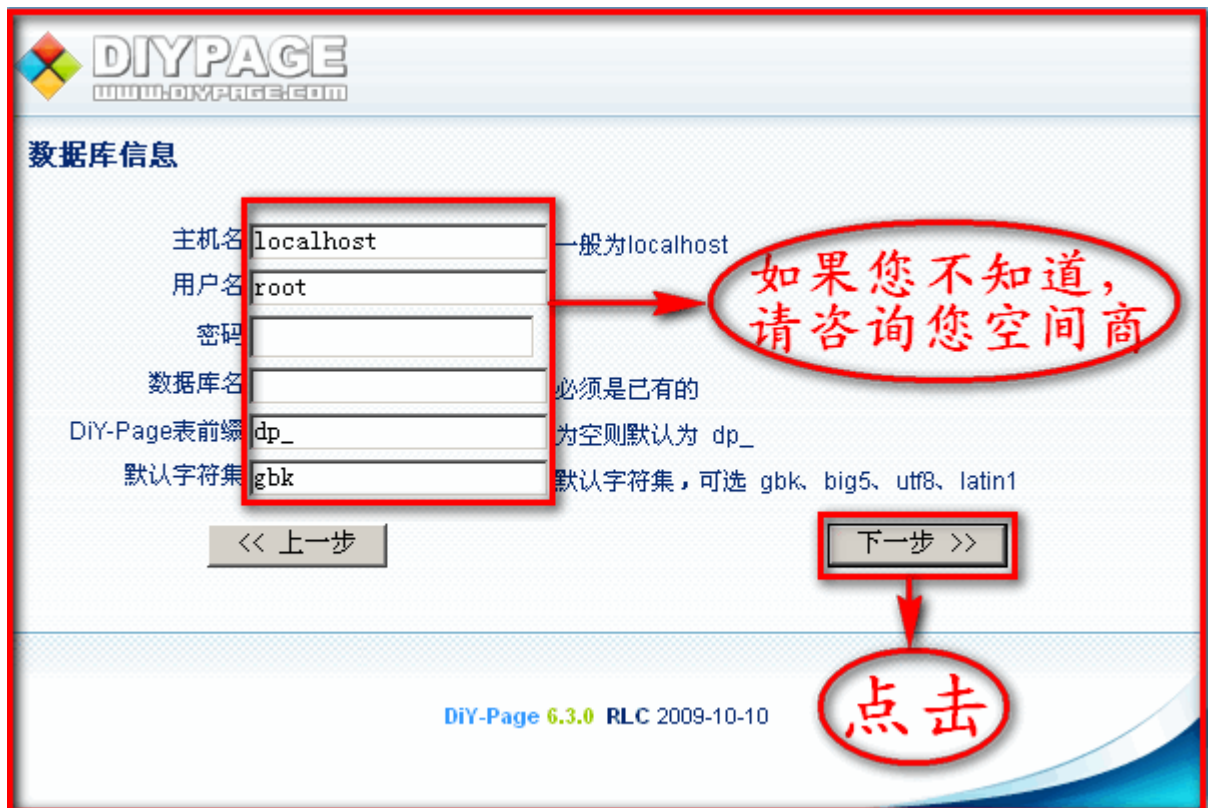 DIYPAGE
WWW.DIYPAGE.COM
数据库信息
主机名 localhost 一般为localhost
用户名 root
密码
数据库名 必须是已有的
DiY-Page表前缀 dp_ 为空则默认为 dp_
默认字符集 gbk 默认字符集，可选 gbk、big5、utf8、latin1
如果您不知道，
请咨询您空间商
<< 上一步 下一步 >>
点击
DiY-Page 6.3.0 RLC 2009-10-10